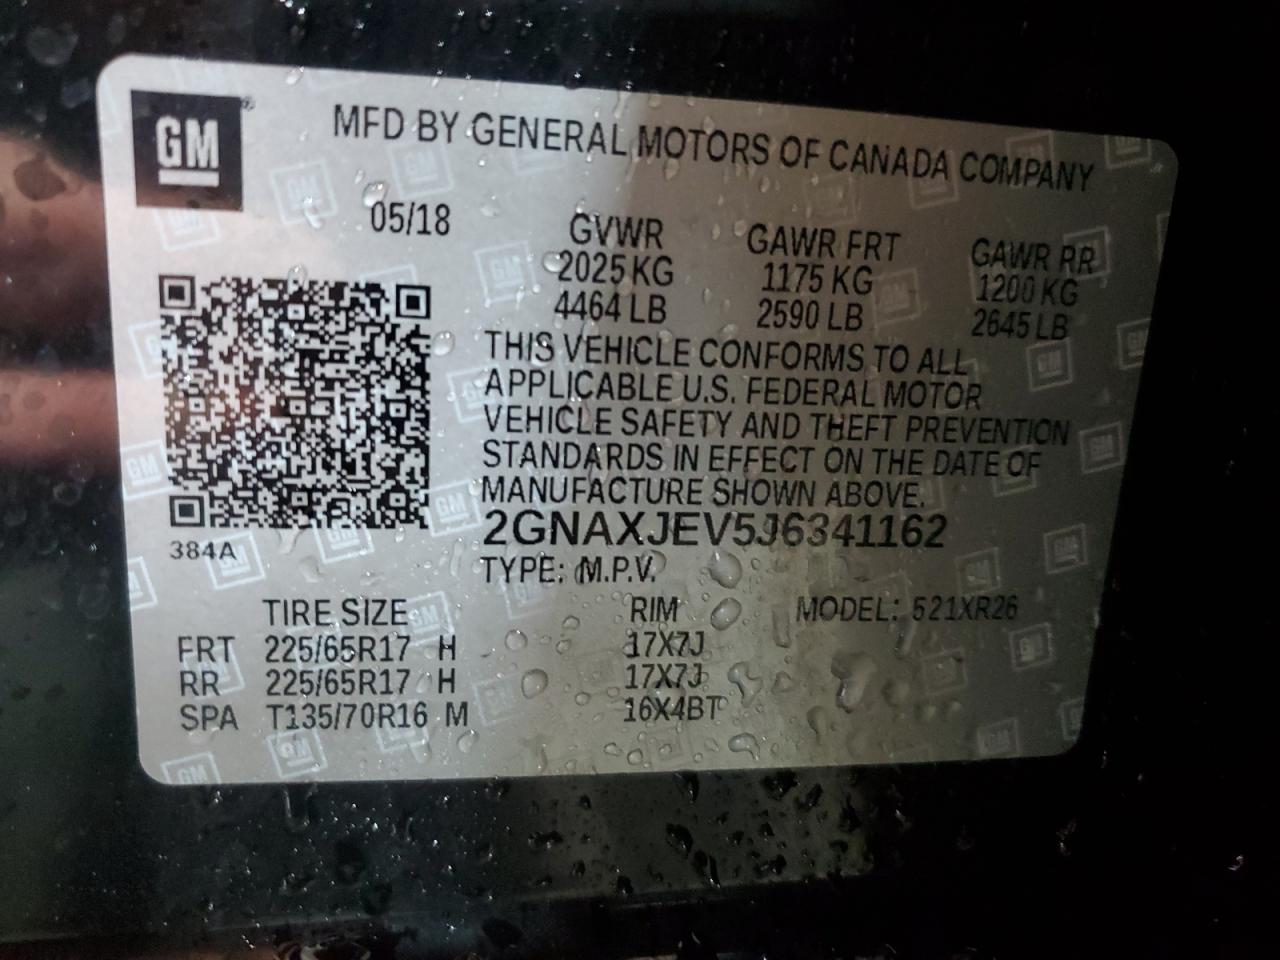 GM
MFD BY GENERAL MOTORS OF CANADA COMPANY
05/18 GVWR GAWR FRT GAWR RR
2025 KG 1175 KG 1200 KG
4464 LB 2590 LB 2645 LB
THIS VEHICLE CONFORMS TO ALL
APPLICABLE U.S. FEDERAL MOTOR
VEHICLE SAFETY AND THEFT PREVENTION
STANDARDS IN EFFECT ON THE DATE OF
MANUFACTURE SHOWN ABOVE.
2GNAXJEV5J6341162
384A
TYPE: M.P.V.
TIRE SIZE RIM MODEL: 521XR26
FRT 225/65R17 H 17X7J
RR 225/65R17 H 17X7J
SPA T135/70R16 M 16X4BT